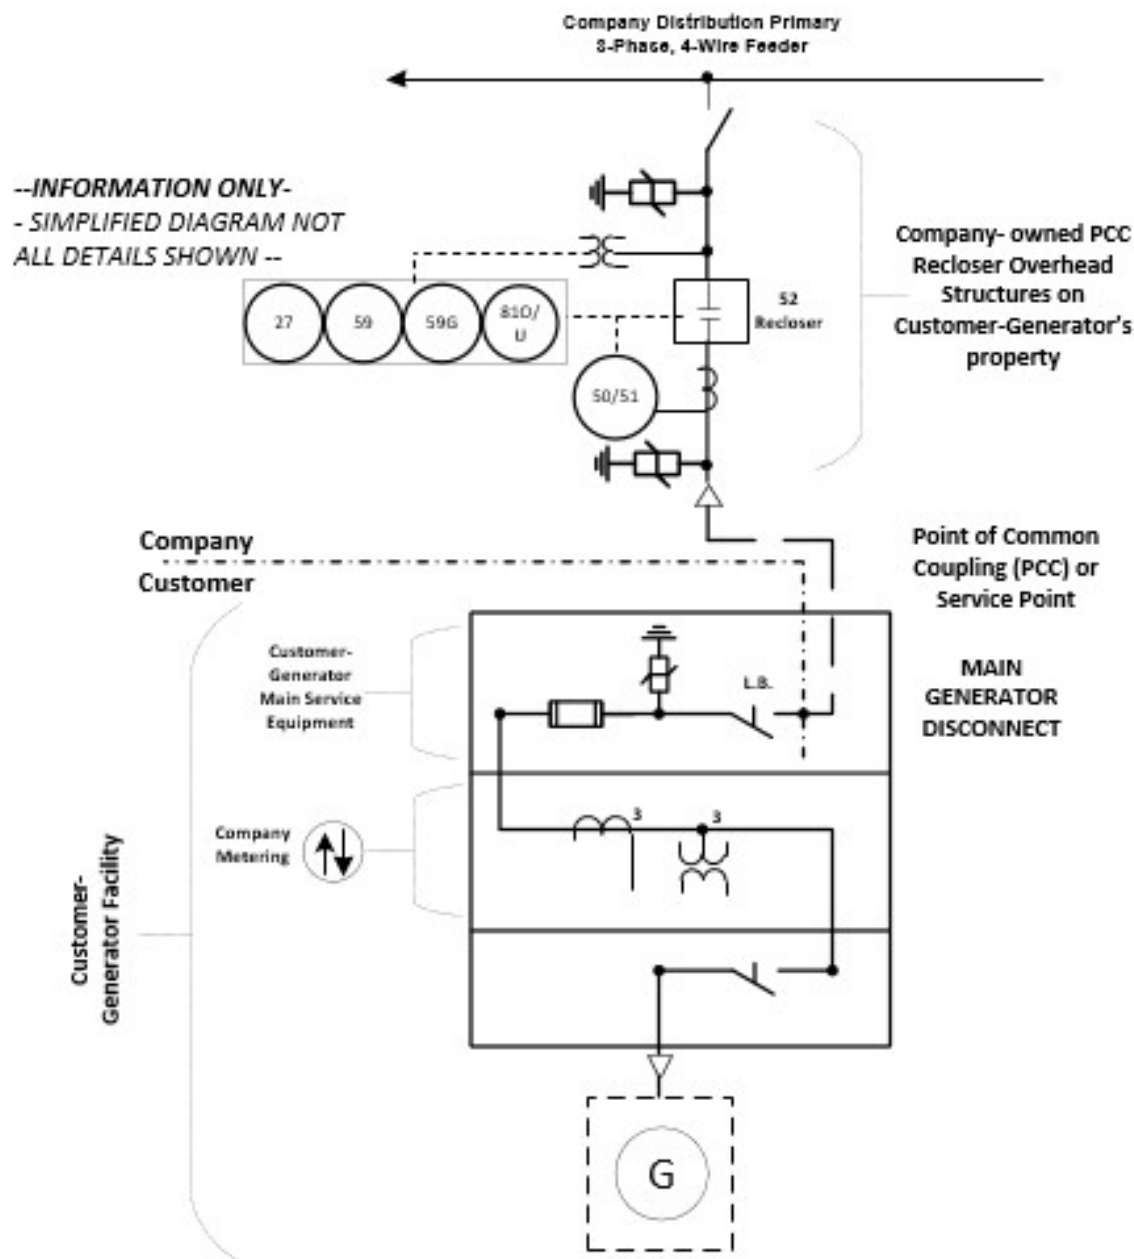 Company Distribution Primary
3-Phase, 4-Wire Feeder
--INFORMATION ONLY-
- SIMPLIFIED DIAGRAM NOT
ALL DETAILS SHOWN --
27
59
59G
81O/
U
52
Recloser
50/51
Company- owned PCC
Recloser Overhead
Structures on
Customer-Generator's
property
Company
Customer
Point of Common
Coupling (PCC) or
Service Point
Customer-
Generator
Main Service
Equipment
L.B.
MAIN
GENERATOR
DISCONNECT
Company
Metering
3
3
Customer-
Generator Facility
G